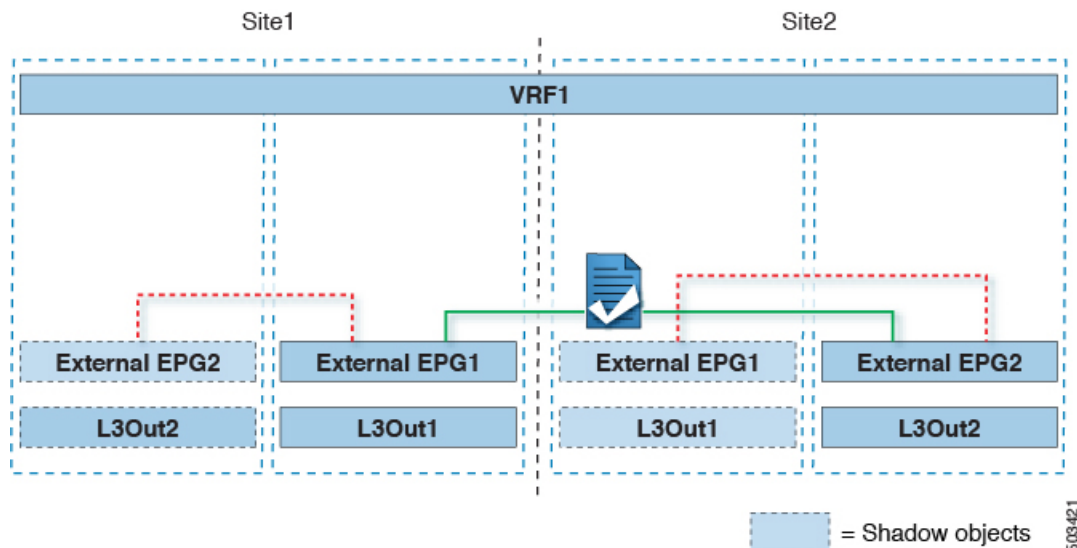 Site1
Site2
VRF1
External EPG2
External EPG1
External EPG1
External EPG2
L3Out2
L3Out1
L3Out1
L3Out2
= Shadow objects
503421